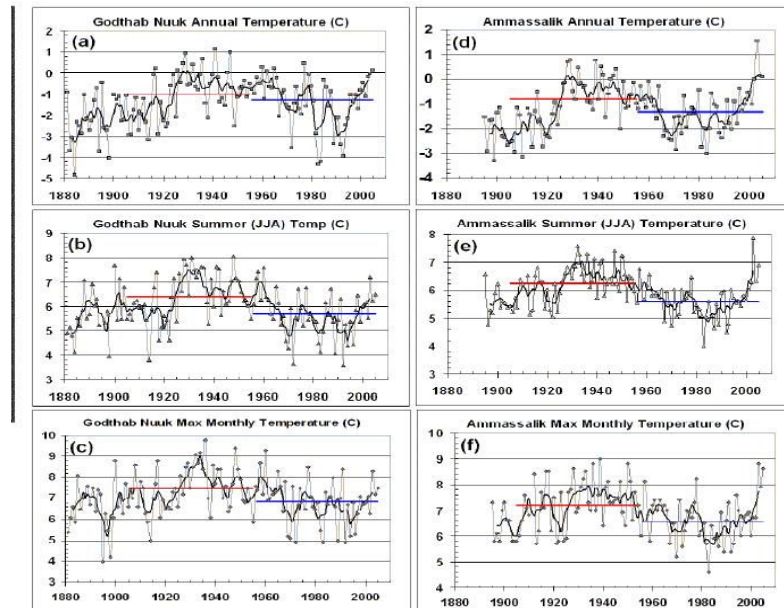 Godthab Nuuk Annual Temperature (C)
(a)
2
1
0
-1
-2
-3
-4
-5
1880 1900 1920 1940 1960 1980 2000
Godthab Nuuk Summer (JJA) Temp (C)
(b)
9
8
7
6
5
4
3
1880 1900 1920 1940 1960 1980 2000
Godthab Nuuk Max Monthly Temperature (C)
(c)
10
9
8
7
6
5
4
3
1880 1900 1920 1940 1960 1980 2000
Ammassalik Annual Temperature (C)
(d)
2
1
0
-1
-2
-3
-4
1880 1900 1920 1940 1960 1980 2000
Ammassalik Summer (JJA) Temperature (C)
(e)
8
7
6
5
4
3
1880 1900 1920 1940 1960 1980 2000
Ammassalik Max Monthly Temperature (C)
(f)
10
9
8
7
6
5
4
1880 1900 1920 1940 1960 1980 2000